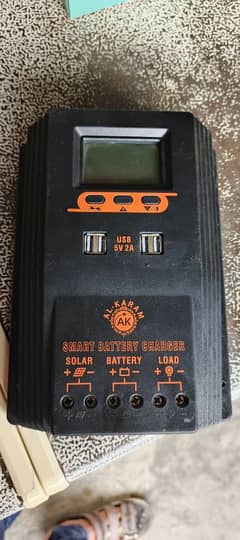 USB
5V 2A
AL-KARAM
AK
SMART BATTERY CHARGER
SOLAR BATTERY LOAD